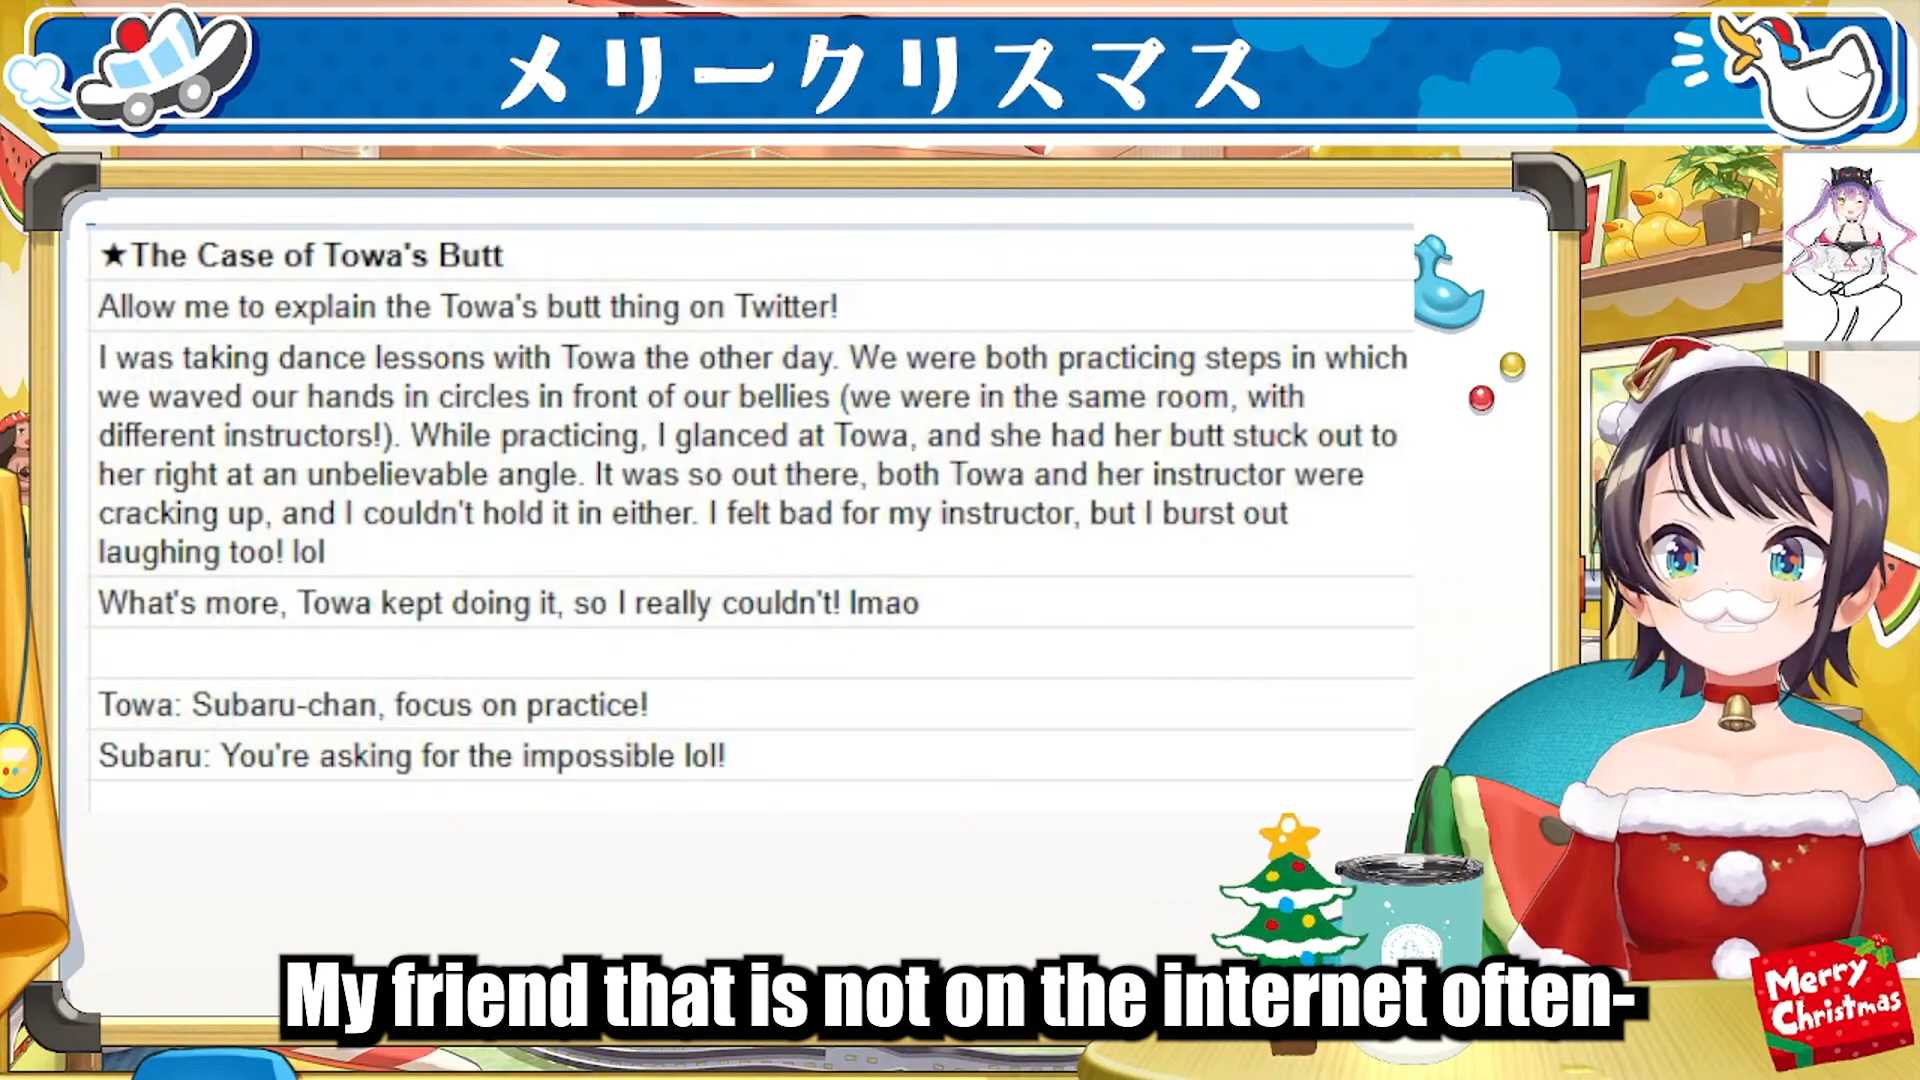 メリークリスマス
★The Case of Towa's Butt
Allow me to explain the Towa's butt thing on Twitter!
I was taking dance lessons with Towa the other day. We were both practicing steps in which
we waved our hands in circles in front of our bellies (we were in the same room, with
different instructors!). While practicing, I glanced at Towa, and she had her butt stuck out to
her right at an unbelievable angle. It was so out there, both Towa and her instructor were
cracking up, and I couldn't hold it in either. I felt bad for my instructor, but I burst out
laughing too! lol
What's more, Towa kept doing it, so I really couldn't! lmao
Towa: Subaru-chan, focus on practice!
Subaru: You're asking for the impossible lol!
My friend that is not on the internet often-
Merry
Christmas